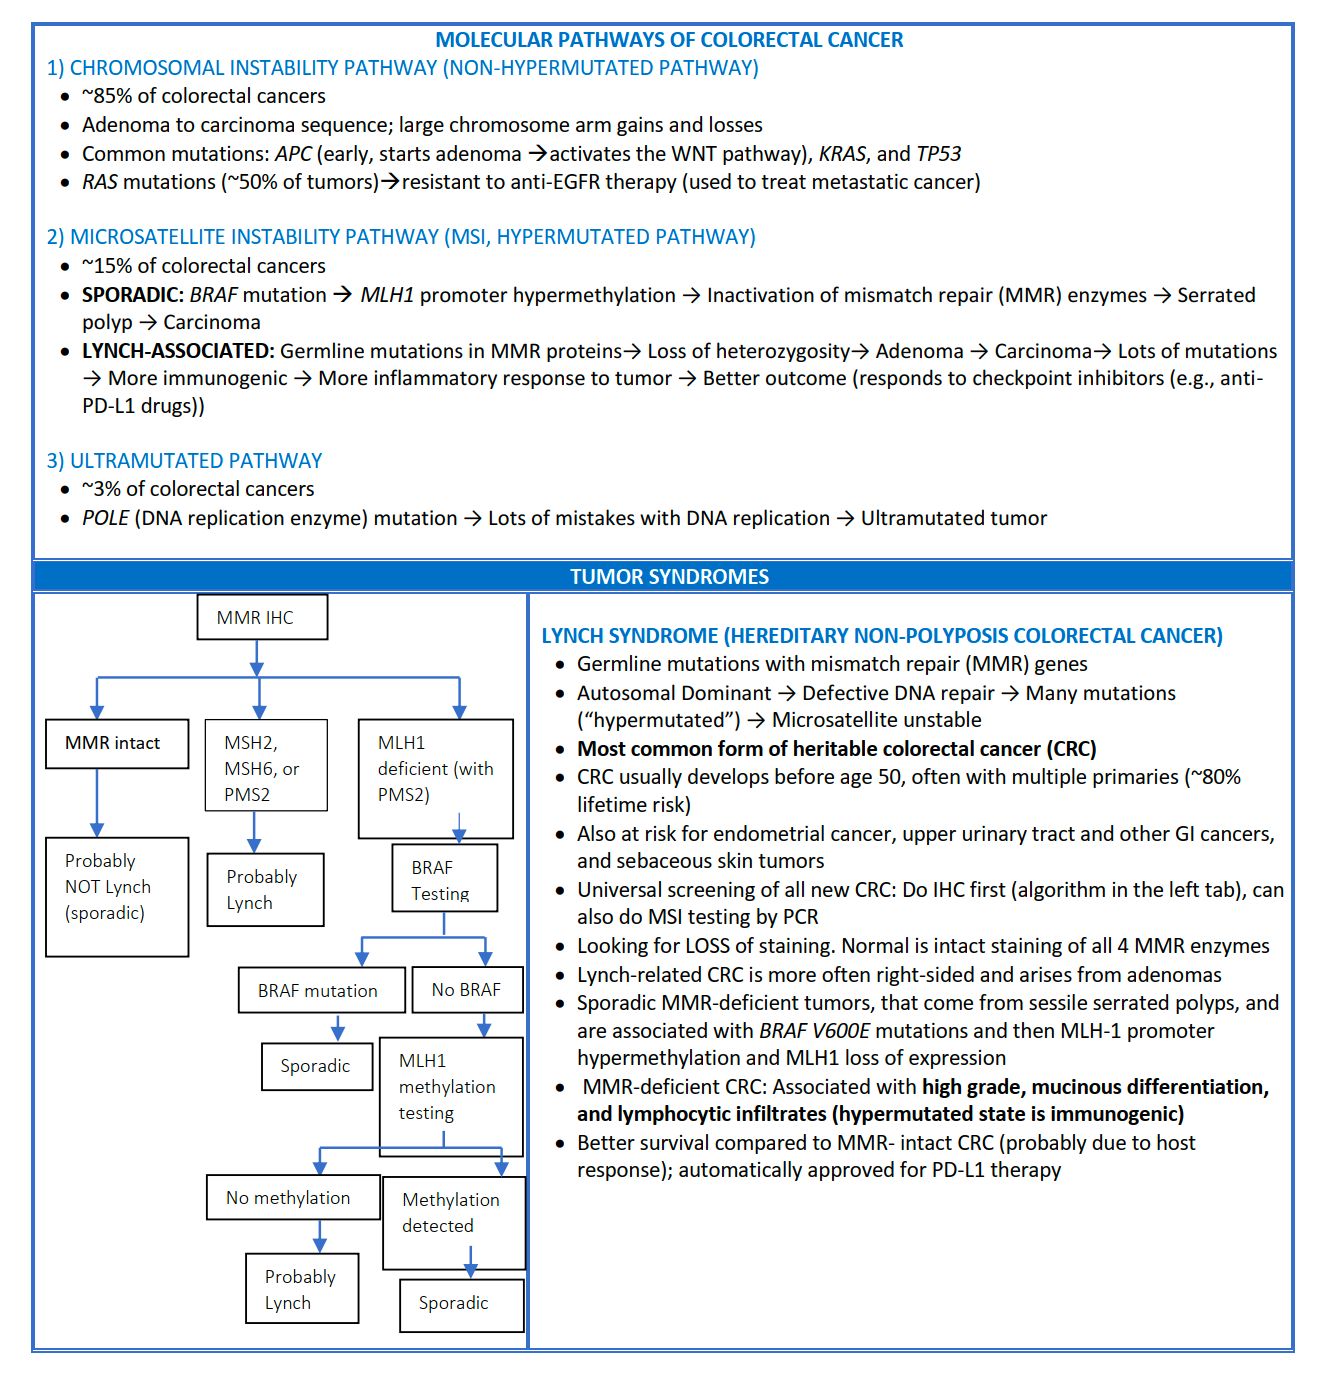 MOLECULAR PATHWAYS OF COLORECTAL CANCER
1) CHROMOSOMAL INSTABILITY PATHWAY (NON-HYPERMUTATED PATHWAY)
• ~85% of colorectal cancers
• Adenoma to carcinoma sequence; large chromosome arm gains and losses
• Common mutations: APC (early, starts adenoma →activates the WNT pathway), KRAS, and TP53
• RAS mutations (~50% of tumors)→resistant to anti-EGFR therapy (used to treat metastatic cancer)
2) MICROSATELLITE INSTABILITY PATHWAY (MSI, HYPERMUTATED PATHWAY)
• ~15% of colorectal cancers
• SPORADIC: BRAF mutation → MLH1 promoter hypermethylation → Inactivation of mismatch repair (MMR) enzymes → Serrated
polyp → Carcinoma
• LYNCH-ASSOCIATED: Germline mutations in MMR proteins→ Loss of heterozygosity→ Adenoma → Carcinoma→ Lots of mutations
→ More immunogenic → More inflammatory response to tumor → Better outcome (responds to checkpoint inhibitors (e.g., anti-
PD-L1 drugs))
3) ULTRAMUTATED PATHWAY
• ~3% of colorectal cancers
• POLE (DNA replication enzyme) mutation → Lots of mistakes with DNA replication → Ultramutated tumor
TUMOR SYNDROMES
MMR IHC
MMR intact
MSH2,
MSH6, or
PMS2
MLH1
deficient (with
PMS2)
Probably
NOT Lynch
(sporadic)
Probably
Lynch
BRAF
Testing
BRAF mutation
No BRAF
Sporadic
MLH1
methylation
testing
No methylation
Methylation
detected
Probably
Lynch
Sporadic
LYNCH SYNDROME (HEREDITARY NON-POLYPOSIS COLORECTAL CANCER)
• Germline mutations with mismatch repair (MMR) genes
• Autosomal Dominant → Defective DNA repair → Many mutations
(“hypermutated”) → Microsatellite unstable
• Most common form of heritable colorectal cancer (CRC)
• CRC usually develops before age 50, often with multiple primaries (~80%
lifetime risk)
• Also at risk for endometrial cancer, upper urinary tract and other GI cancers,
and sebaceous skin tumors
• Universal screening of all new CRC: Do IHC first (algorithm in the left tab), can
also do MSI testing by PCR
• Looking for LOSS of staining. Normal is intact staining of all 4 MMR enzymes
• Lynch-related CRC is more often right-sided and arises from adenomas
• Sporadic MMR-deficient tumors, that come from sessile serrated polyps, and
are associated with BRAF V600E mutations and then MLH-1 promoter
hypermethylation and MLH1 loss of expression
• MMR-deficient CRC: Associated with high grade, mucinous differentiation,
and lymphocytic infiltrates (hypermutated state is immunogenic)
• Better survival compared to MMR- intact CRC (probably due to host
response); automatically approved for PD-L1 therapy